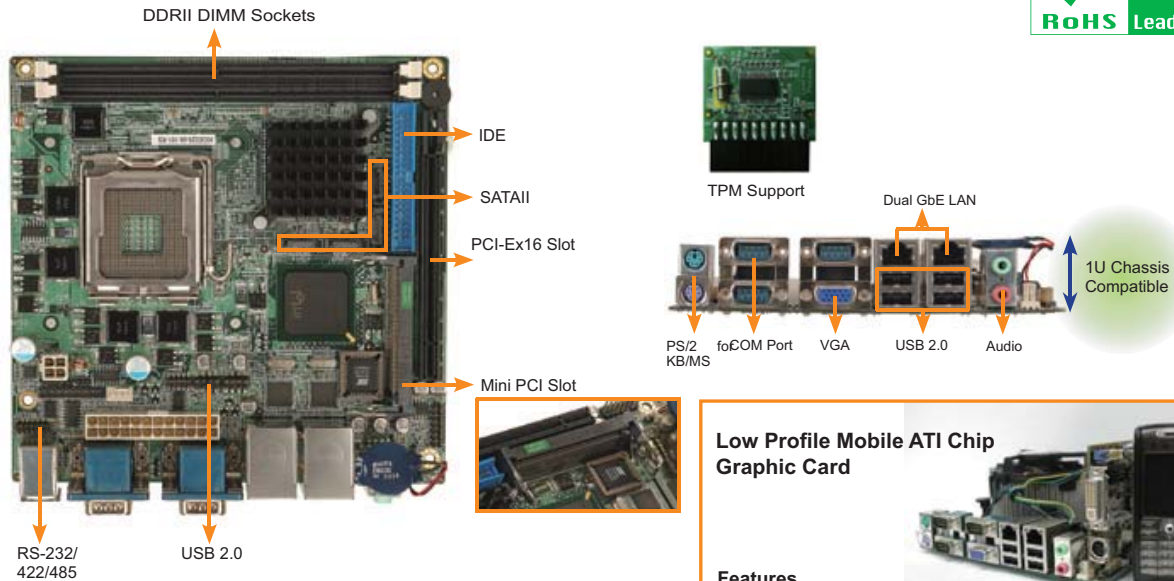 DDRII DIMM Sockets
RoHS Lead
IDE
SATAII
PCI-Ex16 Slot
Mini PCI Slot
RS-232/
422/485
USB 2.0
TPM Support
Dual GbE LAN
1U Chassis
Compatible
PS/2 for
KB/MS
COM Port
VGA
USB 2.0
Audio
Low Profile Mobile ATI Chip
Graphic Card
Features